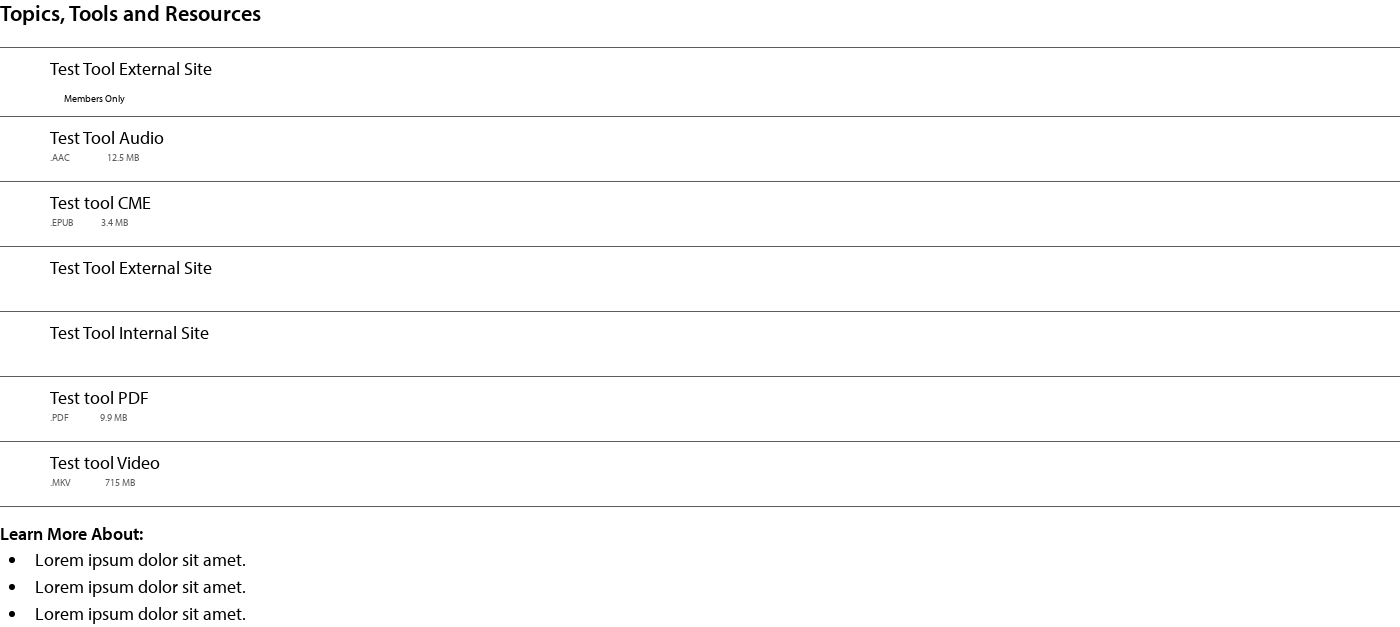 Topics, Tools and Resources
Test Tool External Site
Members Only
Test Tool Audio
.AAC 12.5 MB
Test tool CME
.EPUB 3.4 MB
Test Tool External Site
Test Tool Internal Site
Test tool PDF
.PDF 9.9 MB
Test tool Video
.MKV 715 MB
Learn More About:
• Lorem ipsum dolor sit amet.
• Lorem ipsum dolor sit amet.
• Lorem ipsum dolor sit amet.